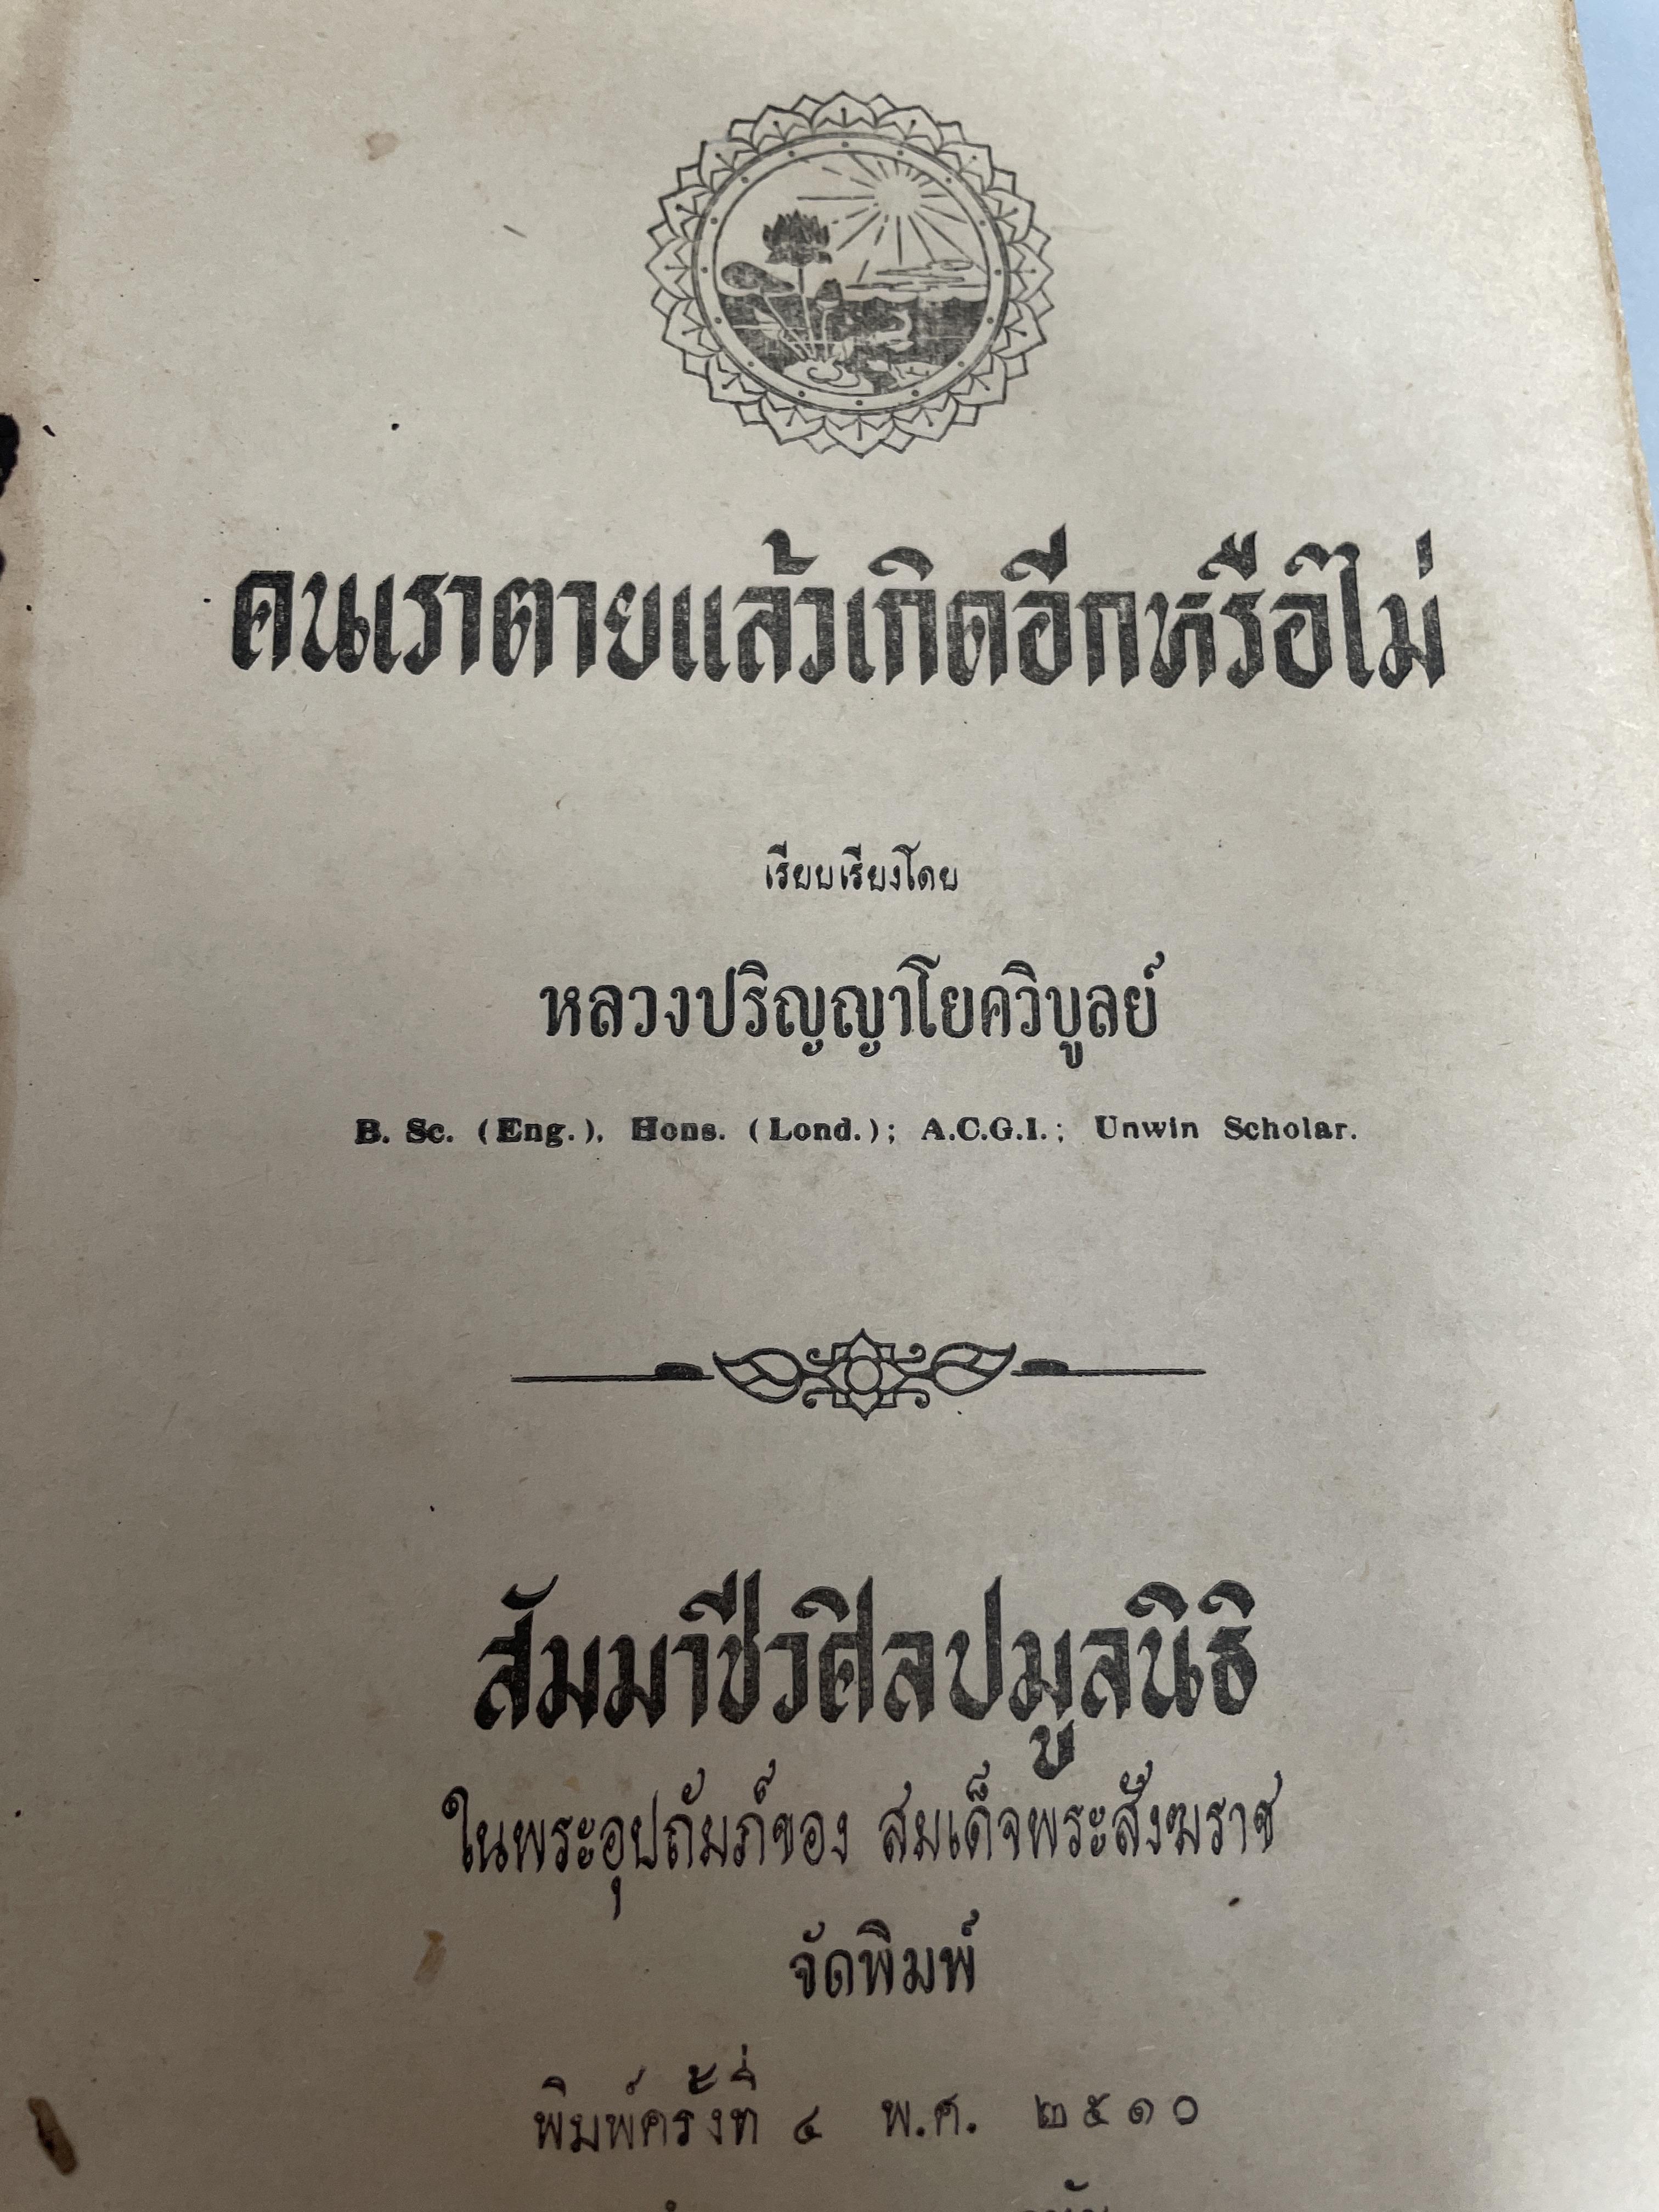 คนเราตายแล้วเกิดอีกหรือไม่
เรียบเรียงโดย
หลวงปริญญาโยควิบูลย์
B. Sc. (Eng.), Hons. (Lond.); A.C.G.I.; Unwin Scholar.
สัมมาชีวศิลปมูลนิธิ
ในพระอุปถัมภ์ของ สมเด็จพระสังฆราช
จัดพิมพ์
พิมพ์ครั้งที่ ๔ พ.ศ. ๒๕๑๐